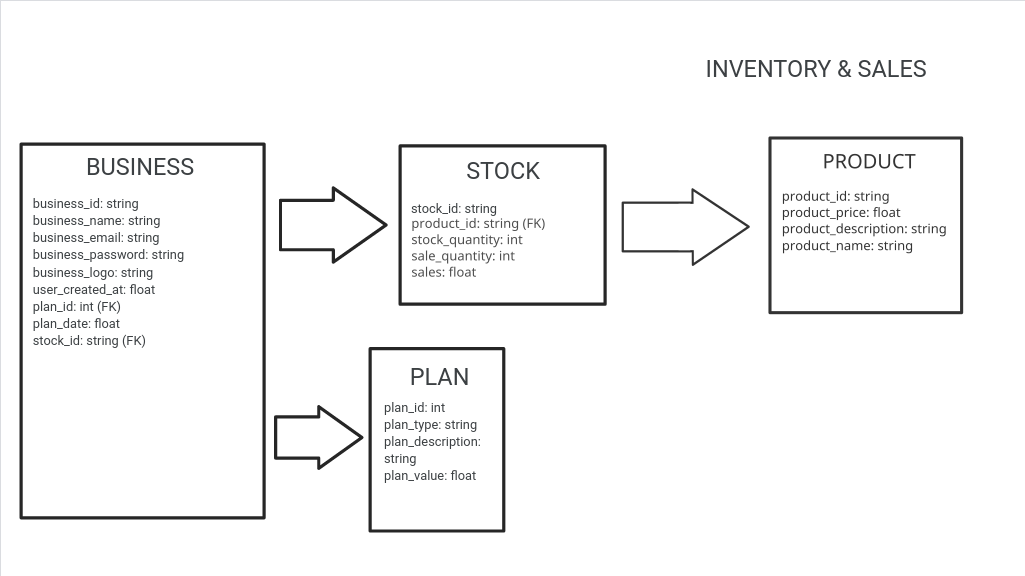 INVENTORY & SALES
BUSINESS
business_id: string
business_name: string
business_email: string
business_password: string
business_logo: string
user_created_at: float
plan_id: int (FK)
plan_date: float
stock_id: string (FK)
STOCK
stock_id: string
product_id: string (FK)
stock_quantity: int
sale_quantity: int
sales: float
PRODUCT
product_id: string
product_price: float
product_description: string
product_name: string
PLAN
plan_id: int
plan_type: string
plan_description:
string
plan_value: float